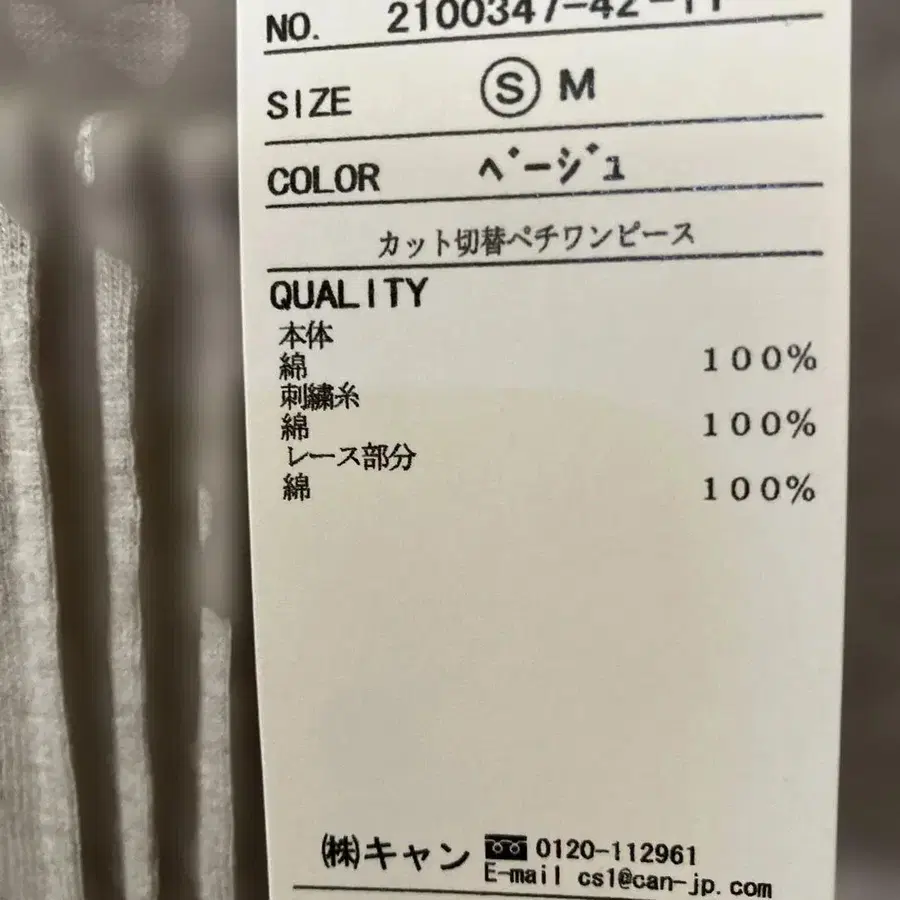 NO. 2100347-42-11
SIZE Ⓢ M
COLOR ベージュ
カット切替ペチワンピース
QUALITY
本体
綿 100%
刺繍糸
綿 100%
レース部分
綿 100%
㈱キャン 0120-112961
E-mail cs1@can-jp.com